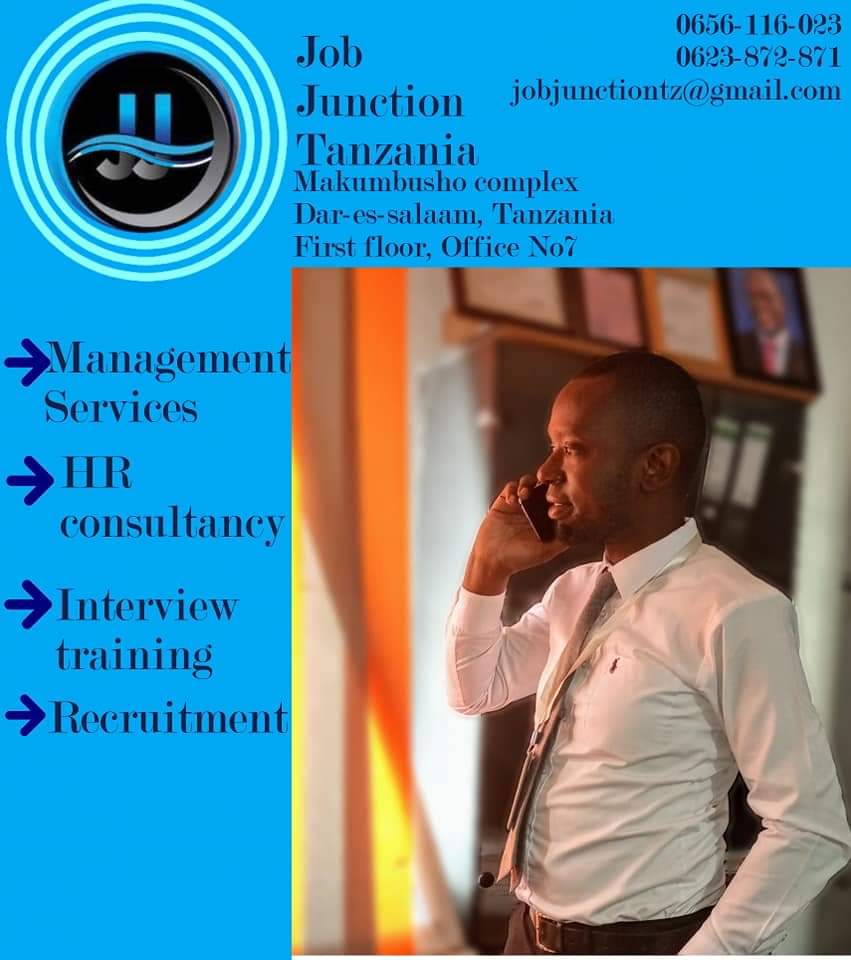 JJ
Job
Junction
Tanzania
Makumbusho complex
Dar-es-salaam, Tanzania
First floor, Office No7
0656-116-023
0623-872-871
jobjunctiontz@gmail.com
Management
Services
HR
consultancy
Interview
training
Recruitment